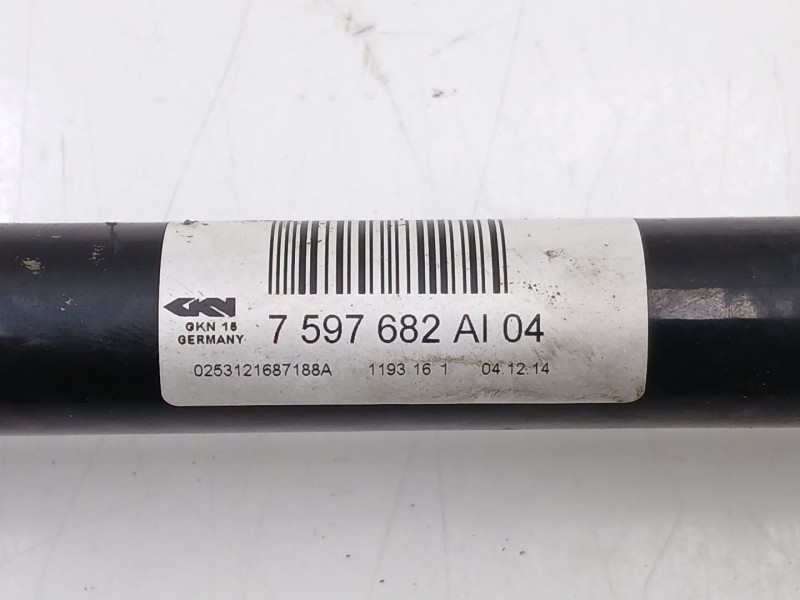 GKN
GKN 15
GERMANY
7 597 682 AI 04
0253121687188A 1193 16 1 04.12.14